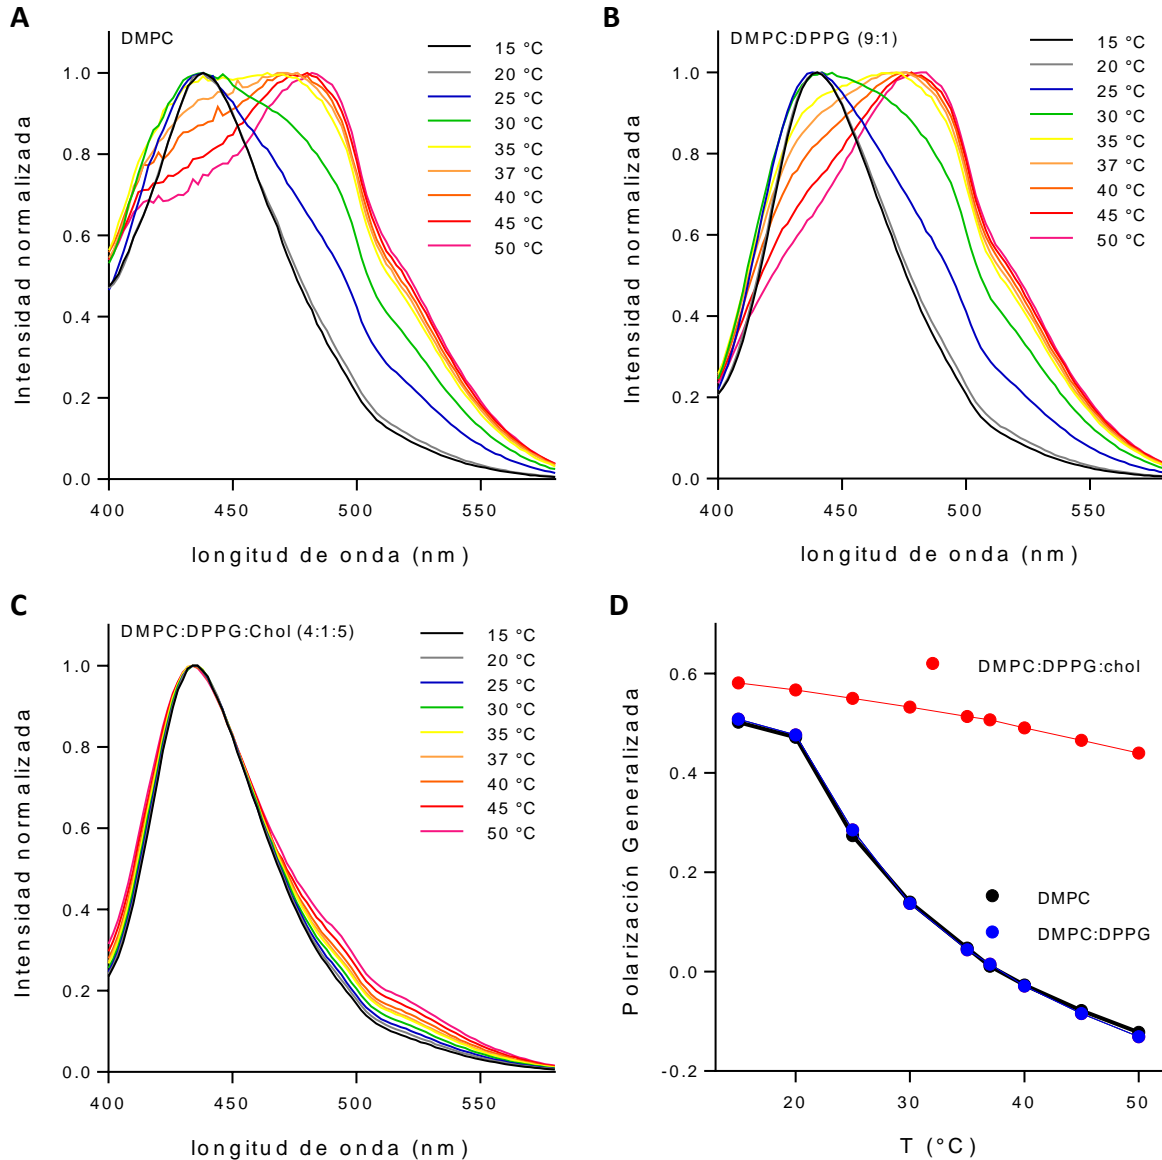 A
DMPC
15 °C
20 °C
25 °C
30 °C
35 °C
37 °C
40 °C
45 °C
50 °C
Intensidad normalizada
1.0
0.8
0.6
0.4
0.2
0.0
400
450
500
550
longitud de onda (nm)
B
DMPC:DPPG (9:1)
15 °C
20 °C
25 °C
30 °C
35 °C
37 °C
40 °C
45 °C
50 °C
Intensidad normalizada
1.0
0.8
0.6
0.4
0.2
0.0
400
450
500
550
longitud de onda (nm)
C
DMPC:DPPG:Chol (4:1:5)
15 °C
20 °C
25 °C
30 °C
35 °C
37 °C
40 °C
45 °C
50 °C
Intensidad normalizada
1.0
0.8
0.6
0.4
0.2
0.0
400
450
500
550
longitud de onda (nm)
D
DMPC:DPPG:chol
DMPC
DMPC:DPPG
Polarización Generalizada
0.6
0.4
0.2
0.0
-0.2
20
30
40
50
T (°C)